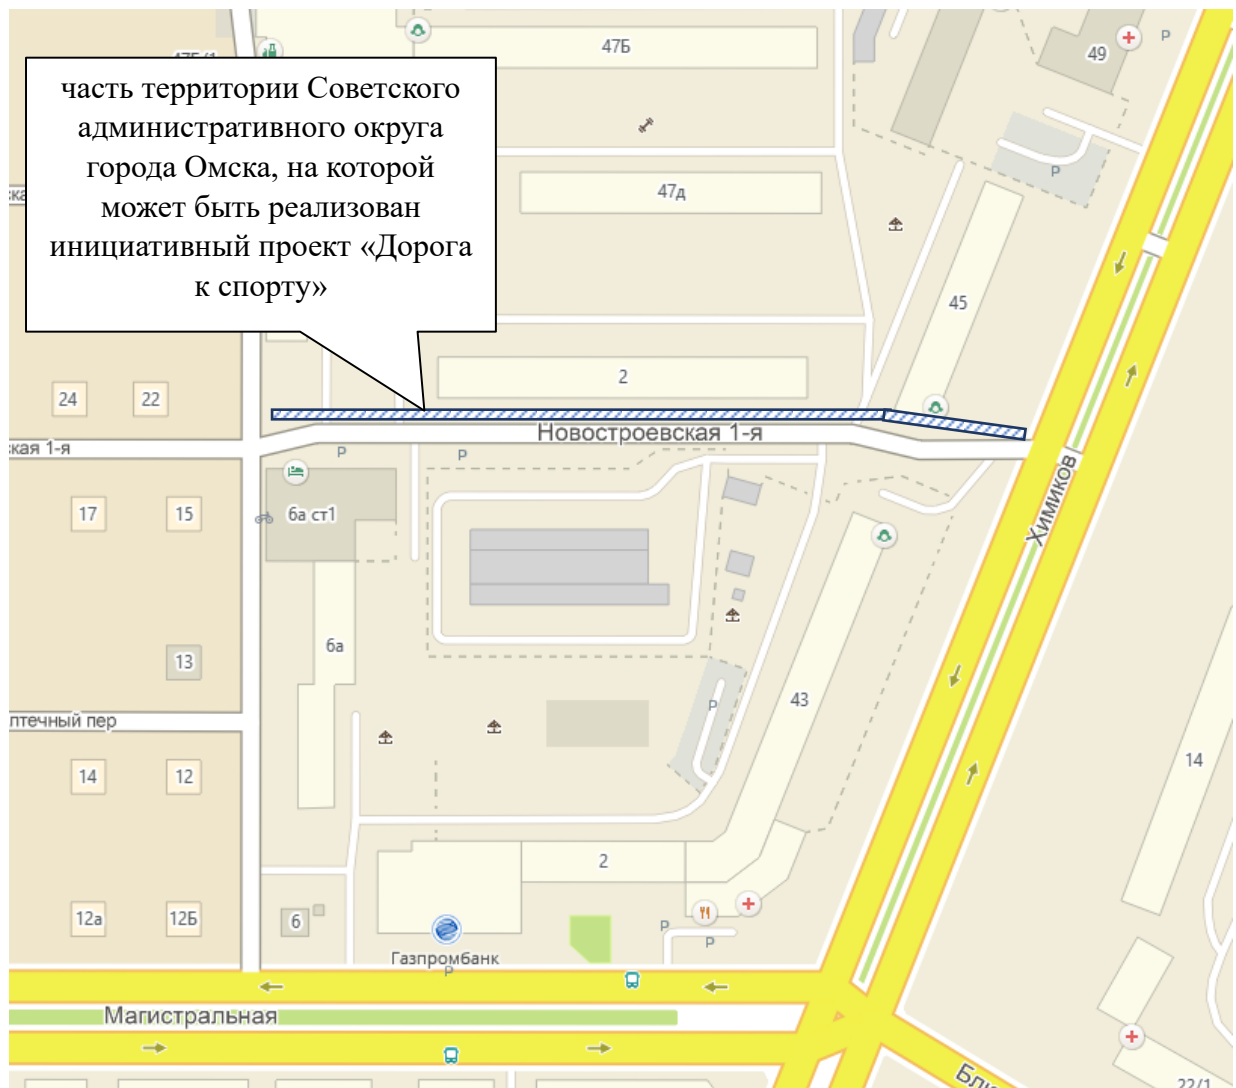 47Б
49
P
часть территории Советского
административного округа
города Омска, на которой
может быть реализован
инициативный проект «Дорога
к спорту»
P
47д
45
2
24
22
Новостроевская 1-я
кая 1-я
P
P
17
15
6а ст1
Химиков
6а
13
43
P
птечный пер
14
12
14
2
12а
12Б
6
P
P
Газпромбанк
P
Магистральная
22/1